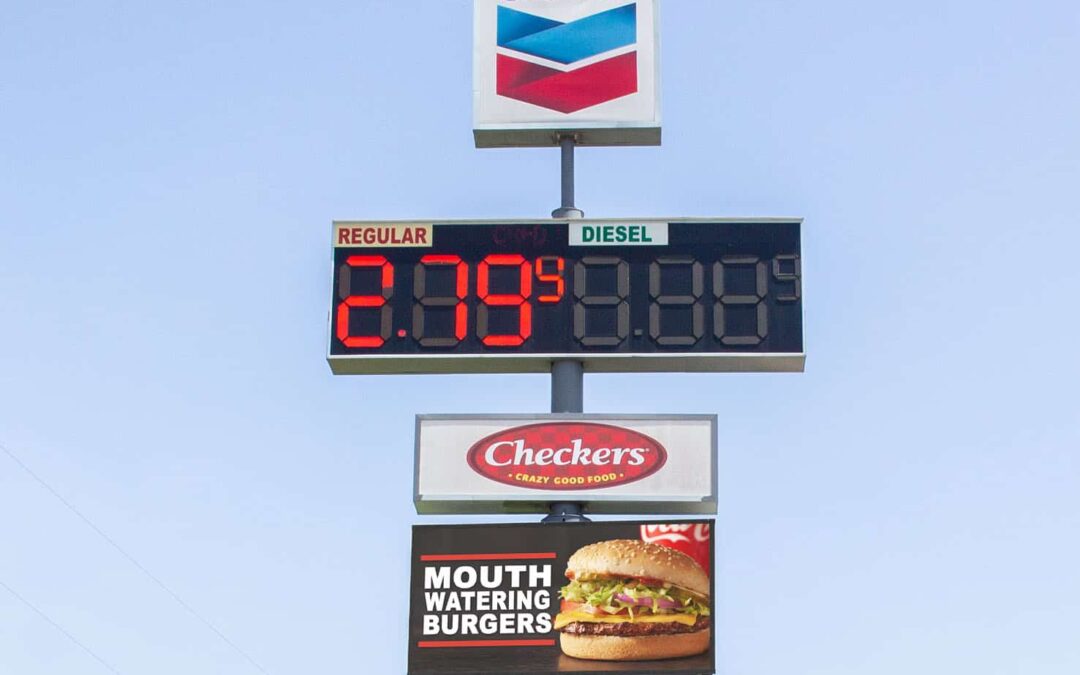 REGULAR
DIESEL
2.79 9
Checkers
CRAZY GOOD FOOD
MOUTH
WATERING
BURGERS